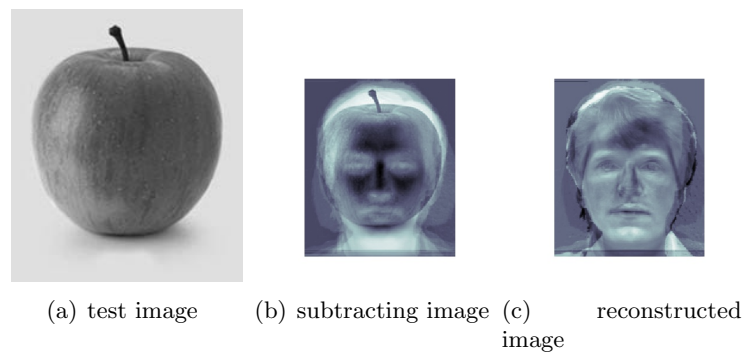 (a) test image
(b) subtracting image
(c) reconstructed
image